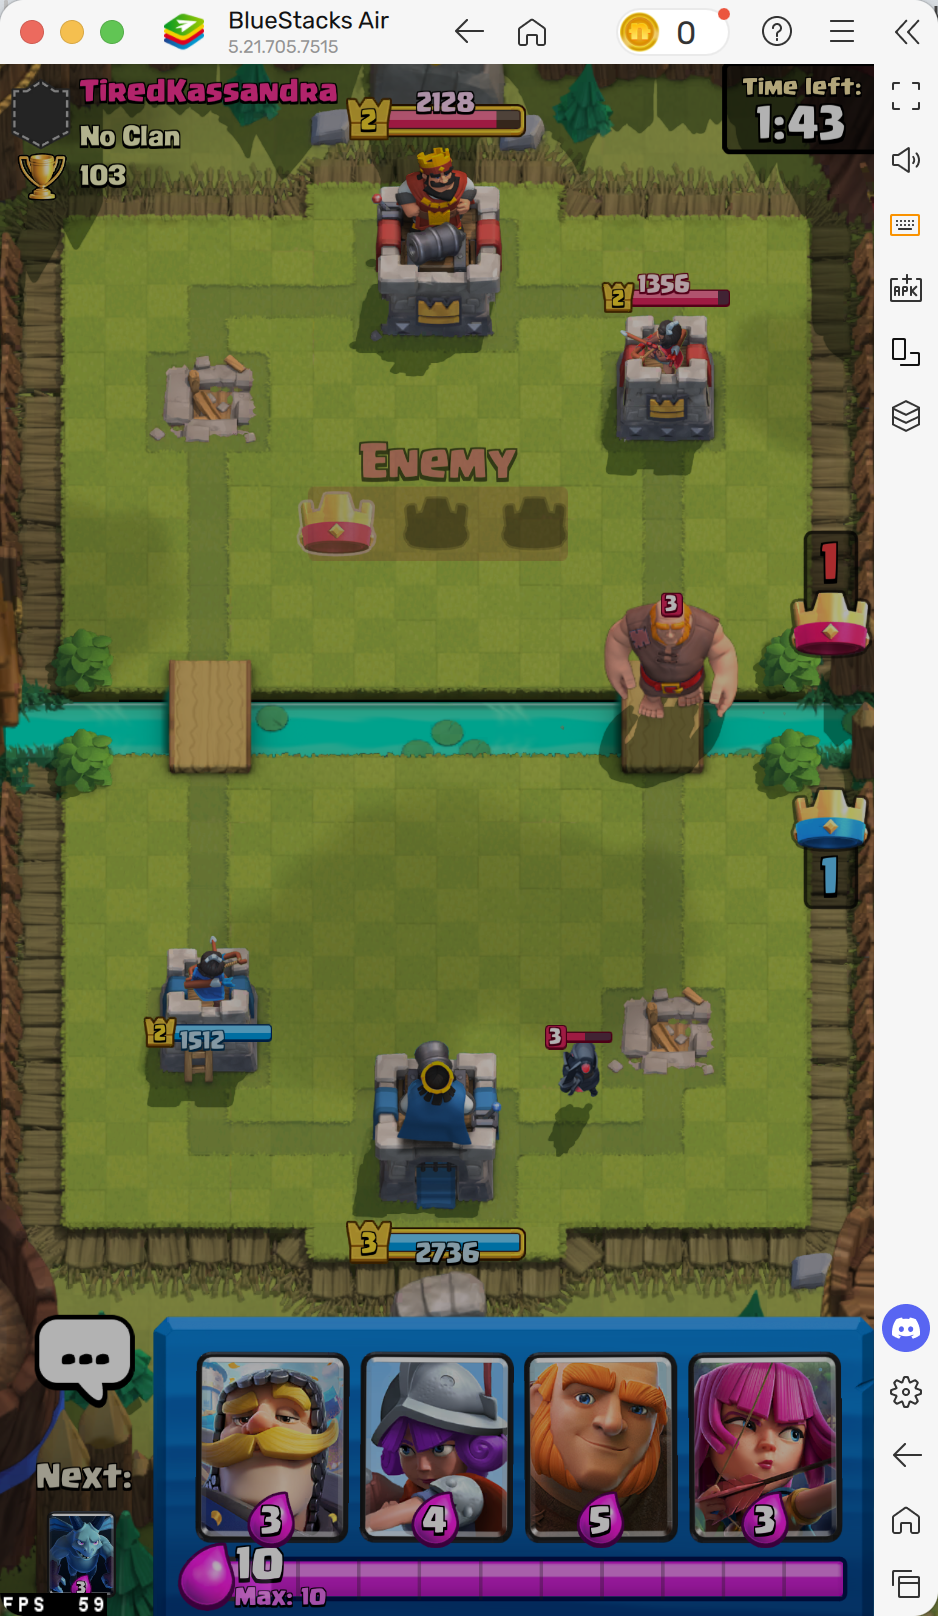 BlueStacks Air
5.21.705.7515
0
TiredKassandra
No Clan
103
2
2128
Time left:
1:43
2
1356
APK
Enemy
1
3
1
2
1512
3
3
2736
3
4
5
3
Next:
3
10
Max: 10
FPS 59